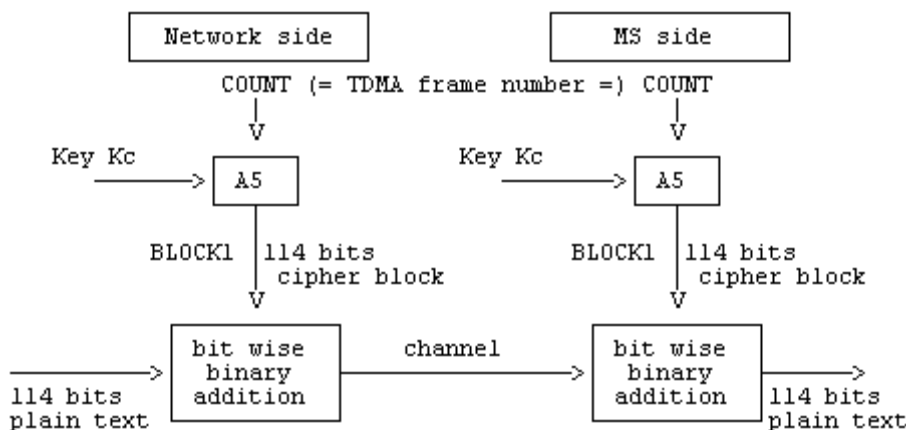 Network side
MS side
COUNT (= TDMA frame number =) COUNT
V
V
Key Kc
A5
Key Kc
A5
BLOCK1
114 bits
cipher block
BLOCK1
114 bits
cipher block
V
V
bit wise
binary
addition
channel
bit wise
binary
addition
114 bits
plain text
114 bits
plain text